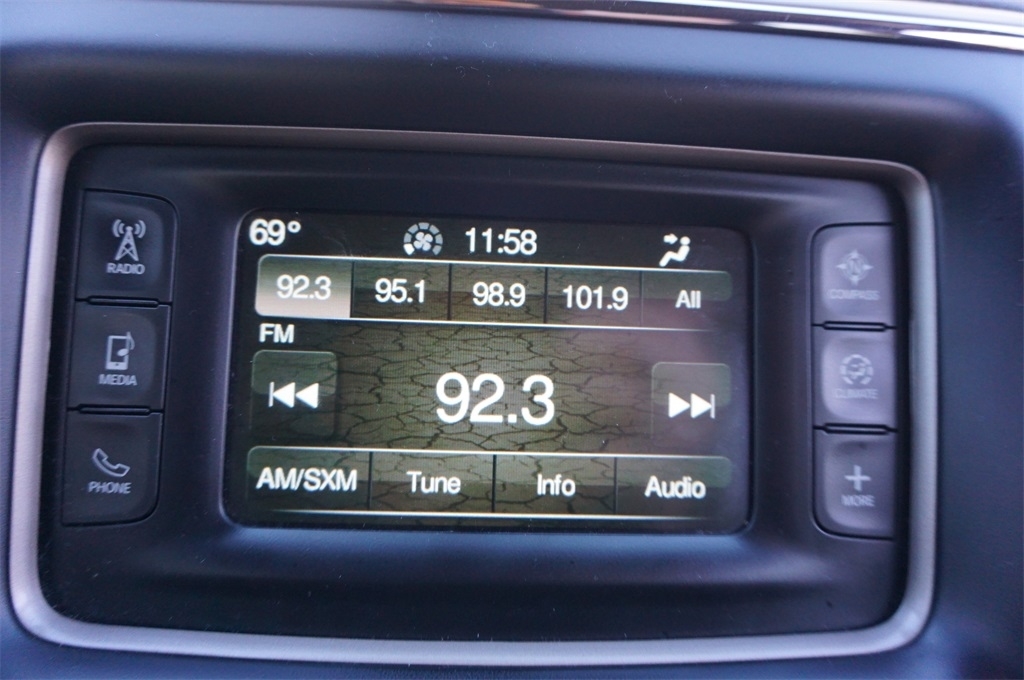 69° 11:58
92.3 95.1 98.9 101.9 All
FM
92.3
AM/SXM Tune Info Audio
RADIO
MEDIA
PHONE
COMPASS
CLIMATE
MORE